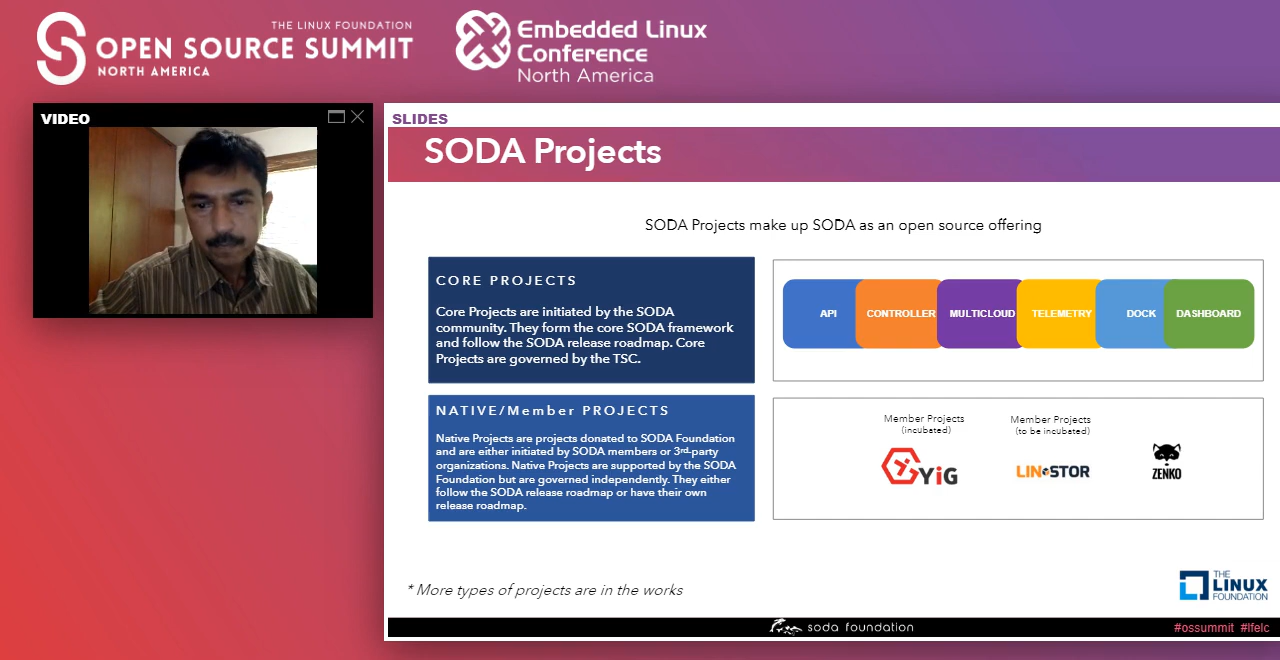 THE LINUX FOUNDATION
OPEN SOURCE SUMMIT
NORTH AMERICA
Embedded Linux
Conference
North America
VIDEO
SLIDES
SODA Projects
SODA Projects make up SODA as an open source offering
CORE PROJECTS
Core Projects are initiated by the SODA
community. They form the core SODA framework
and follow the SODA release roadmap. Core
Projects are governed by the TSC.
API CONTROLLER MULTICLOUD TELEMETRY DOCK DASHBOARD
NATIVE/Member PROJECTS
Native Projects are projects donated to SODA Foundation
and are either initiated by SODA members or 3rd-party
organizations. Native Projects are supported by the SODA
Foundation but are governed independently. They either
follow the SODA release roadmap or have their own
release roadmap.
Member Projects
(incubated)
YiG
Member Projects
(to be incubated)
LINSTOR
ZENKO
* More types of projects are in the works
THE
LINUX
FOUNDATION
soda foundation
#ossummit #lfelc